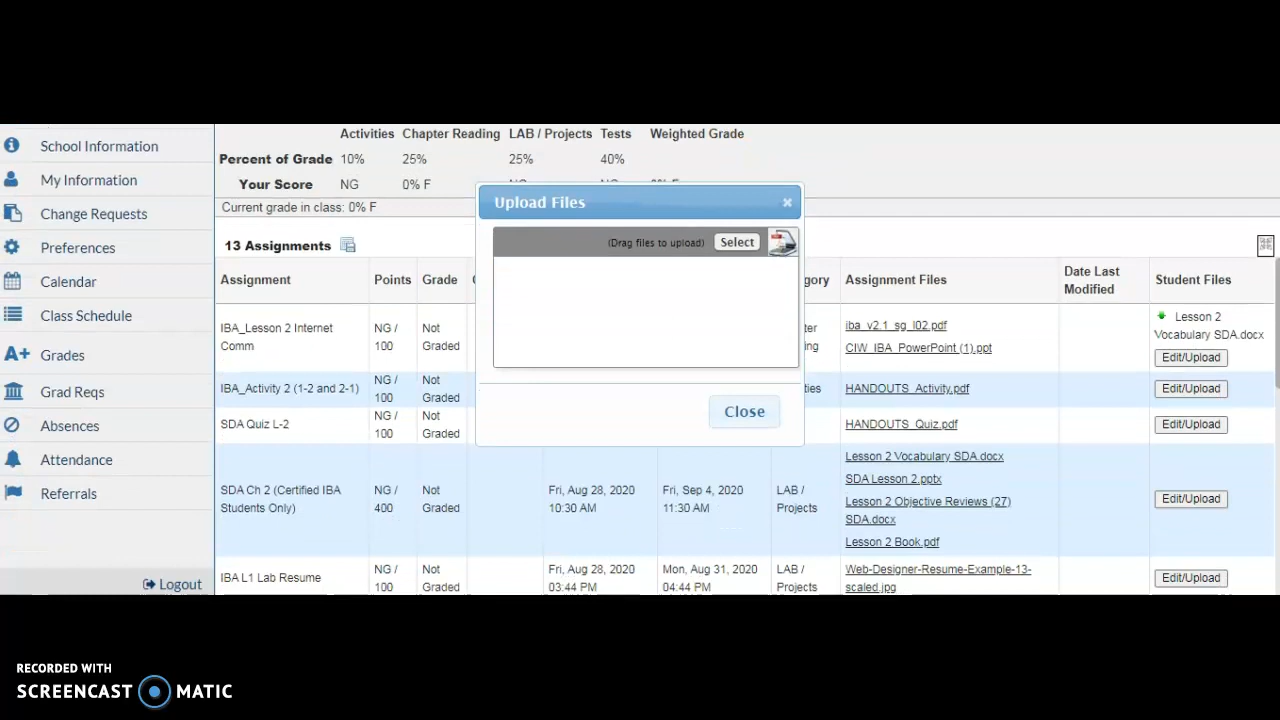 Activities Chapter Reading LAB / Projects Tests Weighted Grade
Percent of Grade 10% 25% 25% 40%
Your Score NG 0% F
Current grade in class: 0% F
School Information
My Information
Change Requests
Preferences
Calendar
Class Schedule
A+ Grades
Grad Reqs
Absences
Attendance
Referrals
Logout
Upload Files ×
(Drag files to upload) Select
Close
13 Assignments
Assignment Points Grade Assignment Files Date Last Modified Student Files
IBA_Lesson 2 Internet
Comm
NG /
100
Not
Graded
iba_v2.1_sg_l02.pdf
CIW_IBA_PowerPoint (1).ppt
Lesson 2
Vocabulary SDA.docx
Edit/Upload
IBA_Activity 2 (1-2 and 2-1)
NG /
100
Not
Graded
HANDOUTS_Activity.pdf
Edit/Upload
SDA Quiz L-2
NG /
100
Not
Graded
HANDOUTS_Quiz.pdf
Edit/Upload
SDA Ch 2 (Certified IBA
Students Only)
NG /
400
Not
Graded
Fri, Aug 28, 2020
10:30 AM
Fri, Sep 4, 2020
11:30 AM
LAB /
Projects
Lesson 2 Vocabulary SDA.docx
SDA Lesson 2.pptx
Lesson 2 Objective Reviews (27)
SDA.docx
Lesson 2 Book.pdf
Edit/Upload
IBA L1 Lab Resume
NG /
100
Not
Graded
Fri, Aug 28, 2020
03:44 PM
Mon, Aug 31, 2020
04:44 PM
LAB /
Projects
Web-Designer-Resume-Example-13-
scaled.jpg
Edit/Upload
RECORDED WITH
SCREENCAST MATIC